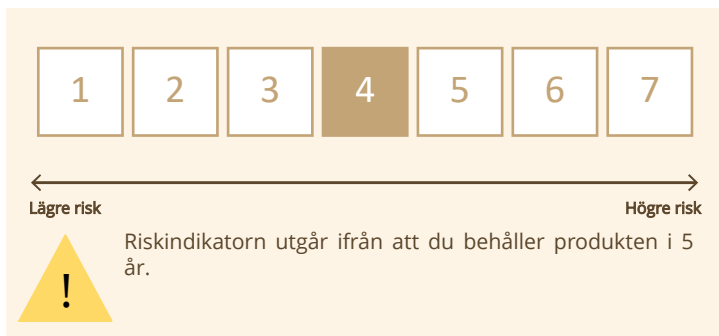 1 2 3 4 5 6 7
Lägre risk Högre risk
Riskindikatorn utgår ifrån att du behåller produkten i 5
år.
!